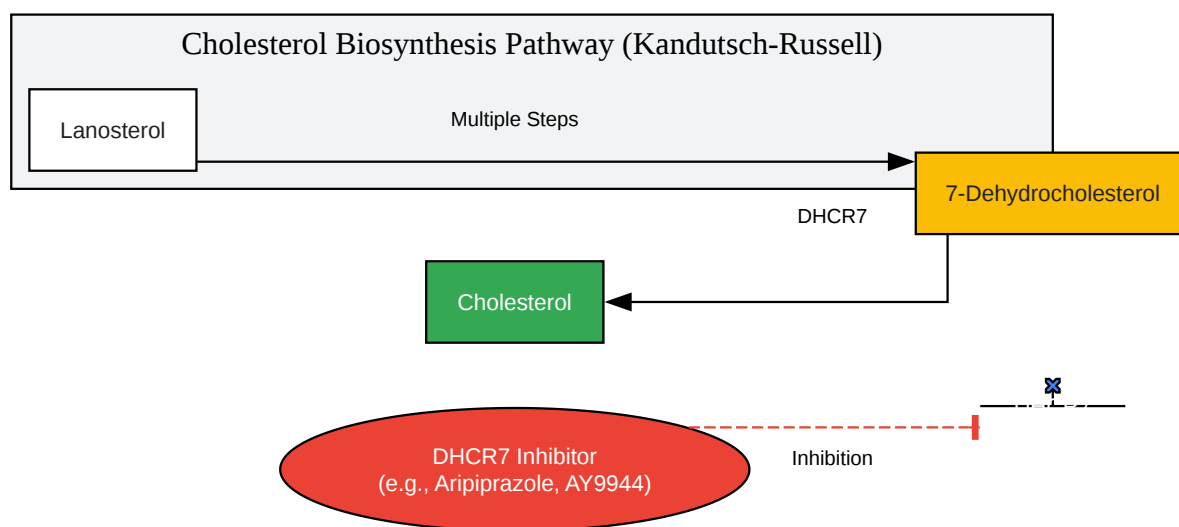 Cholesterol Biosynthesis Pathway (Kandutsch-Russell)
Lanosterol
Multiple Steps
7-Dehydrocholesterol
DHCR7
Cholesterol
DHCR7 Inhibitor
(e.g., Aripiprazole, AY9944)
Inhibition